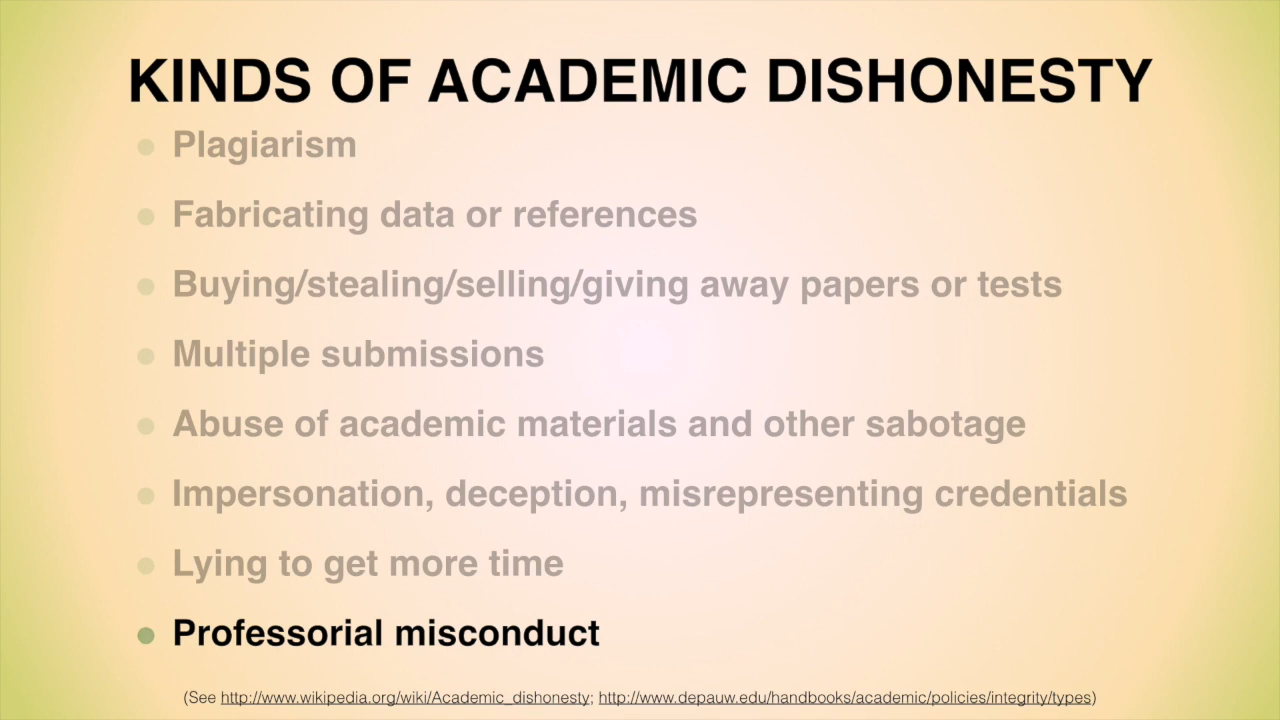 KINDS OF ACADEMIC DISHONESTY
Plagiarism
Fabricating data or references
Buying/stealing/selling/giving away papers or tests
Multiple submissions
Abuse of academic materials and other sabotage
Impersonation, deception, misrepresenting credentials
Lying to get more time
Professorial misconduct
(See http://www.wikipedia.org/wiki/Academic_dishonesty; http://www.depauw.edu/handbooks/academic/policies/integrity/types)